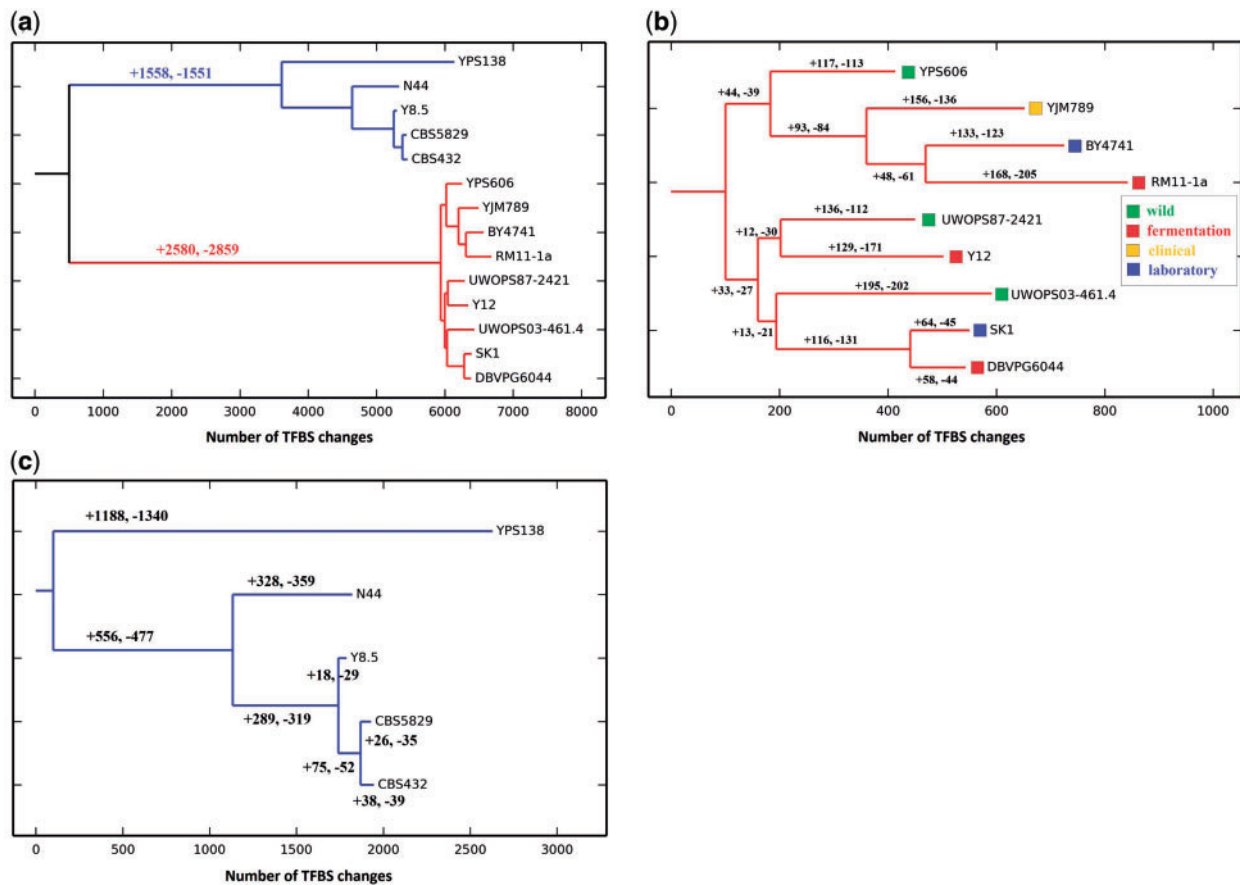 (a)
+1558, -1551
YPS138
N44
Y8.5
CBS5829
CBS432
+2580, -2859
YPS606
YJM789
BY4741
RM11-1a
UWOPS87-2421
Y12
UWOPS03-461.4
SK1
DBVPG6044
0 1000 2000 3000 4000 5000 6000 7000 8000
Number of TFBS changes
(b)
+117, -113
YPS606
+44, -39
+156, -136
YJM789
+93, -84
+133, -123
BY4741
+48, -61
+168, -205
RM11-1a
+136, -112
UWOPS87-2421
+12, -30
+129, -171
Y12
+33, -27
+195, -202
UWOPS03-461.4
+13, -21
+64, -45
SK1
+116, -131
DBVPG6044
+58, -44
wild
fermentation
clinical
laboratory
0 200 400 600 800 1000
Number of TFBS changes
(c)
+1188, -1340
YPS138
+328, -359
N44
+556, -477
Y8.5
+18, -29
+289, -319
CBS5829
+26, -35
+75, -52
CBS432
+38, -39
0 500 1000 1500 2000 2500 3000
Number of TFBS changes